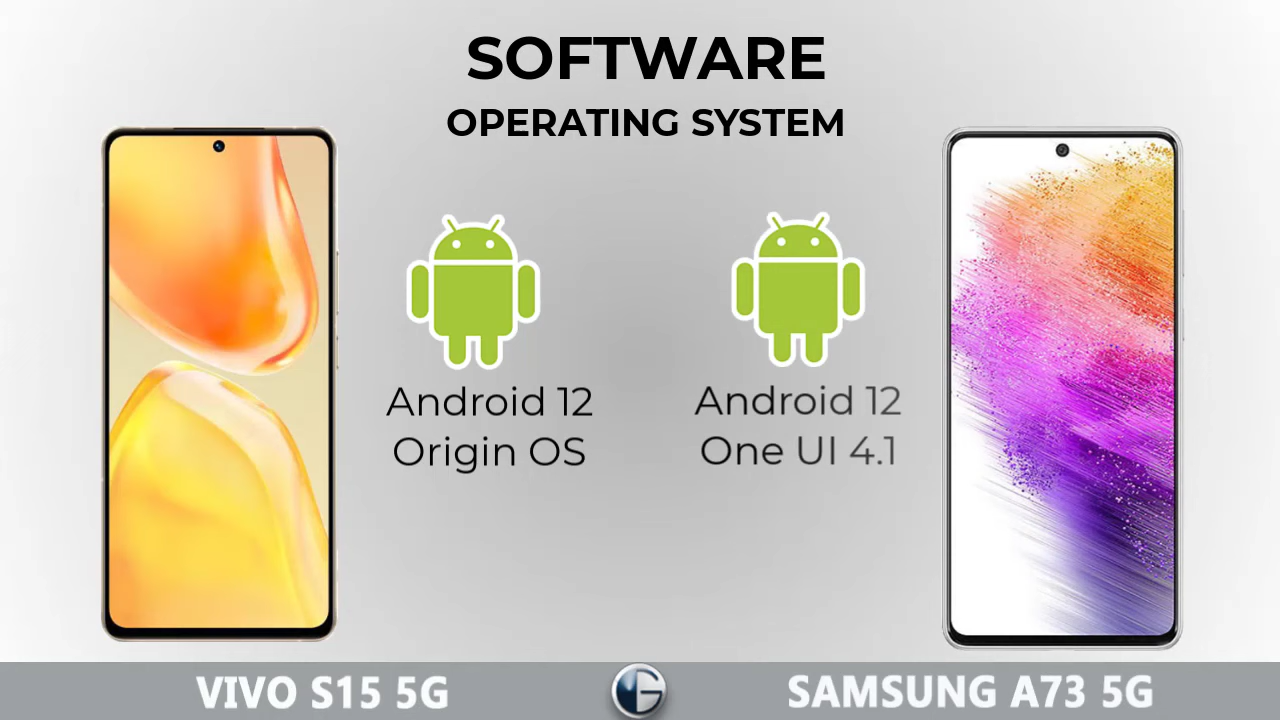 SOFTWARE
OPERATING SYSTEM
Android 12
Origin OS
Android 12
One UI 4.1
VIVO S15 5G
SAMSUNG A73 5G